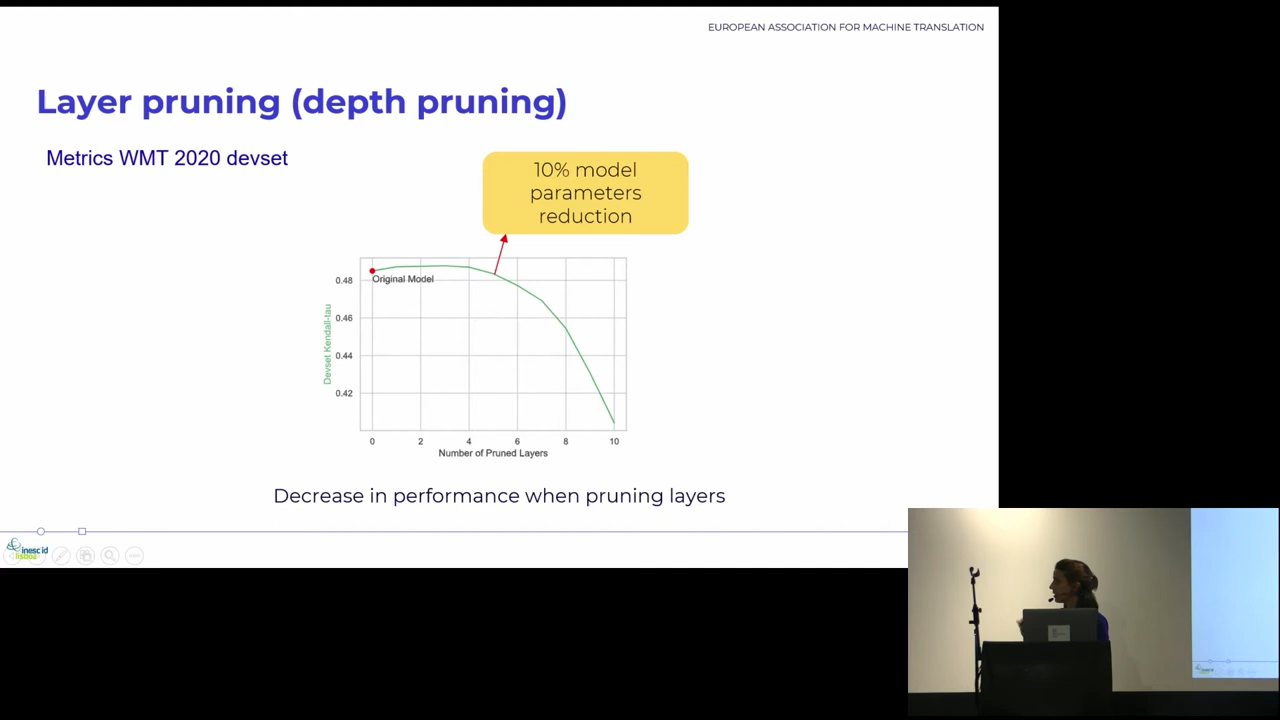 EUROPEAN ASSOCIATION FOR MACHINE TRANSLATION
Layer pruning (depth pruning)
Metrics WMT 2020 devset
10% model
parameters
reduction
Original Model
Devset Kendall-tau
0.48
0.46
0.44
0.42
0
2
4
6
8
10
Number of Pruned Layers
Decrease in performance when pruning layers
inesc id
lisboa